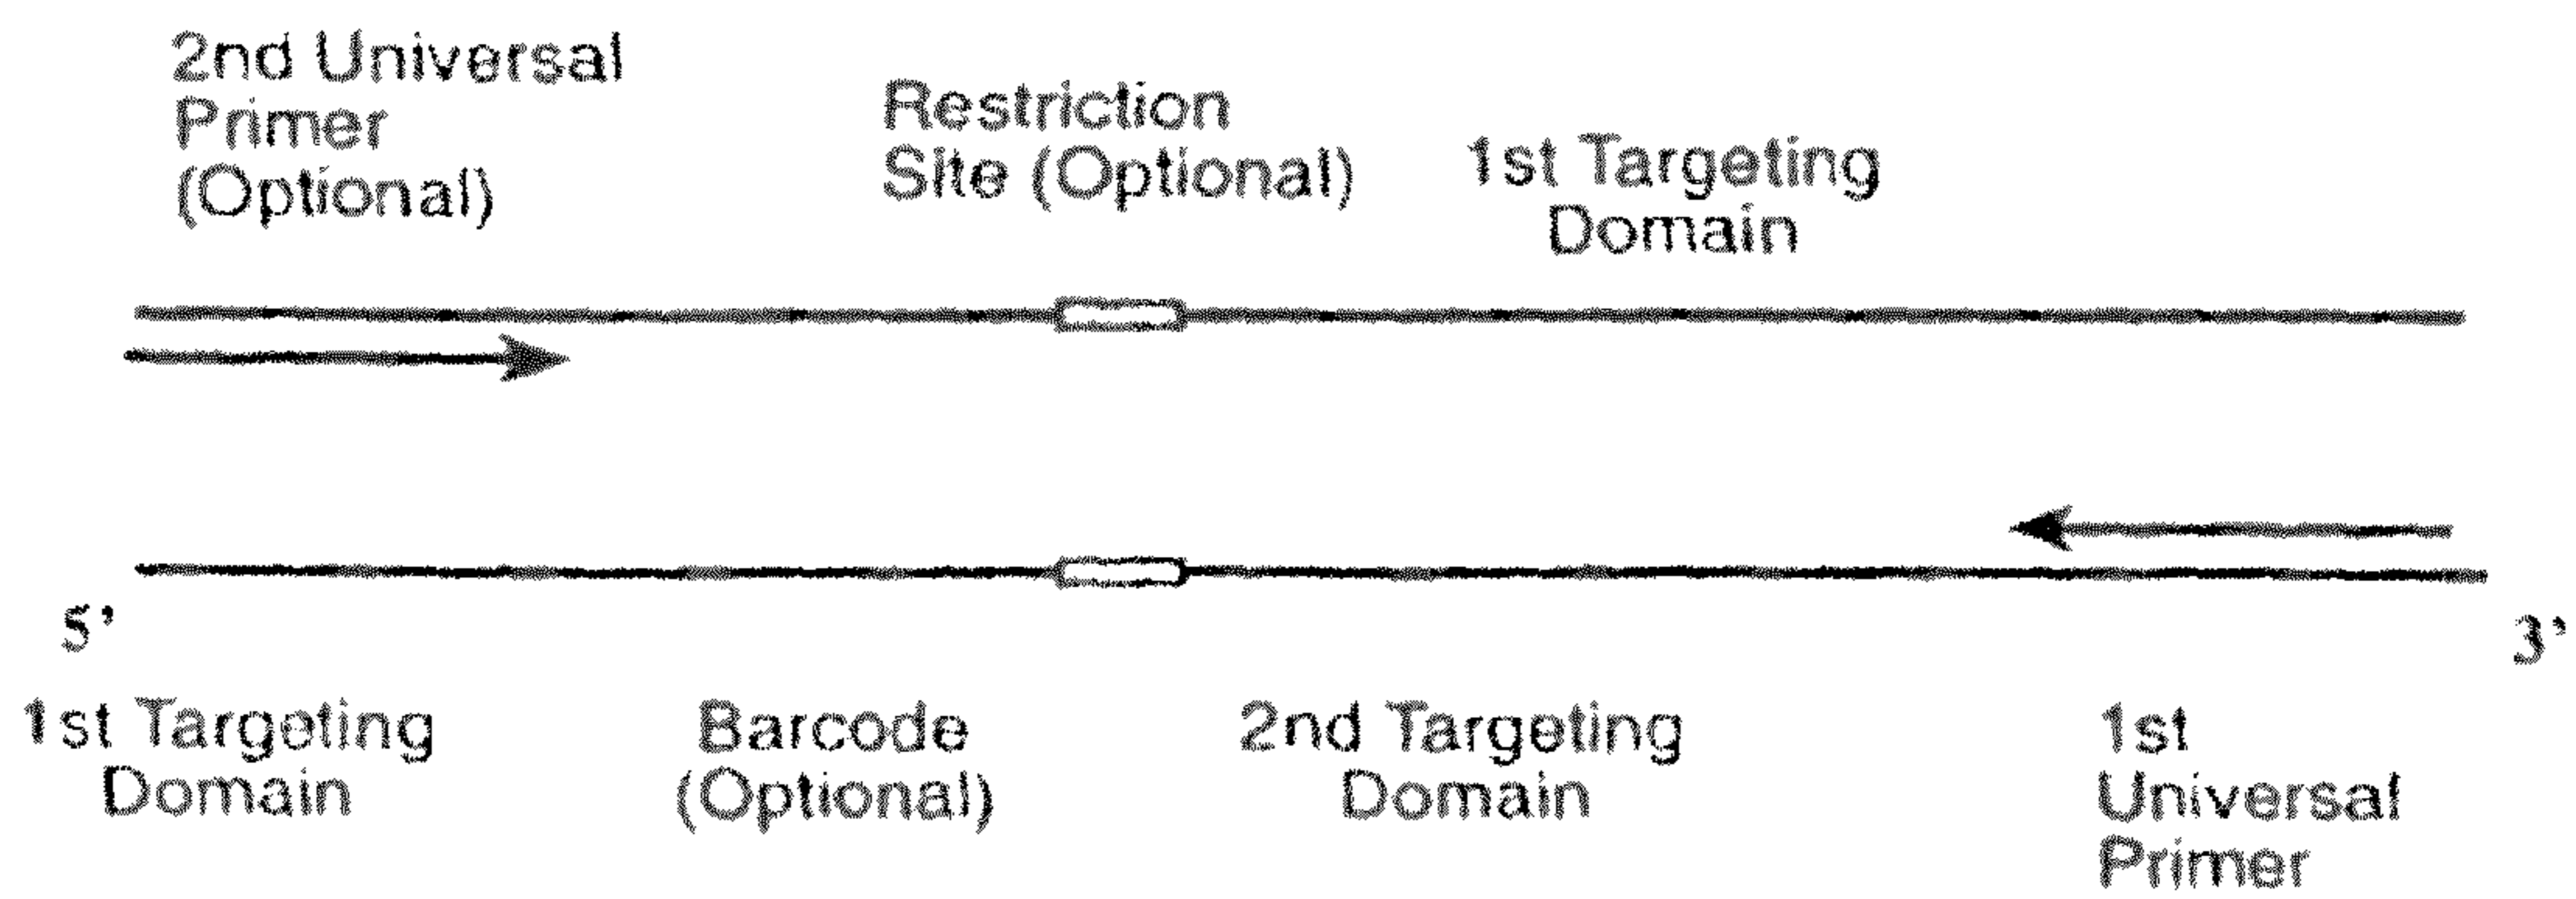 2nd Universal
Primer
(Optional)
Restriction
Site (Optional)
1st Targeting
Domain
5’
3’
1st Targeting
Domain
Barcode
(Optional)
2nd Targeting
Domain
1st
Universal
Primer